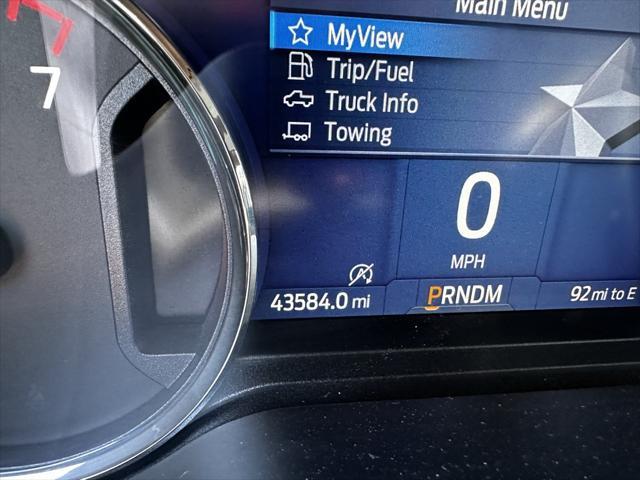 Main Menu
7
MyView
Trip/Fuel
Truck Info
Towing
0
MPH
43584.0 mi
PRNDM
92 mi to E